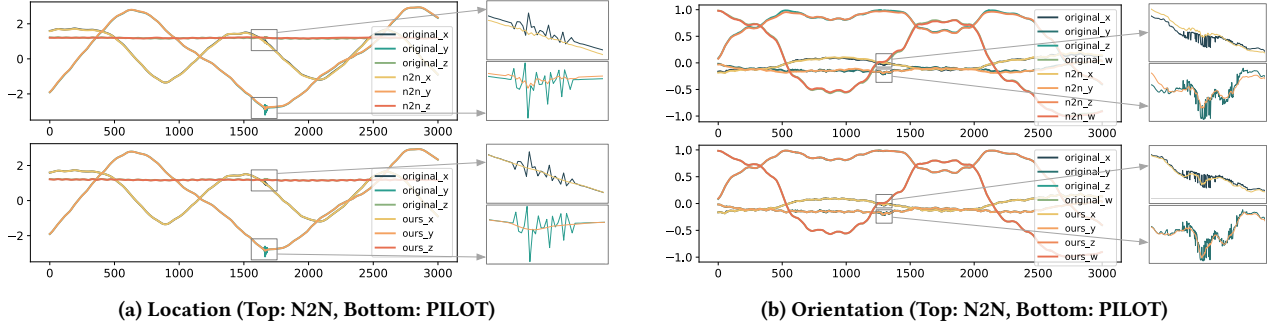 2
0
−2
0
500
1000
1500
2000
2500
3000
original_x
original_y
original_z
n2n_x
n2n_y
n2n_z
1.0
0.5
0.0
−0.5
−1.0
0
500
1000
1500
2000
2500
3000
original_x
original_y
original_z
original_w
n2n_x
n2n_y
n2n_z
n2n_w
2
0
−2
0
500
1000
1500
2000
2500
3000
original_x
original_y
original_z
ours_x
ours_y
ours_z
1.0
0.5
0.0
−0.5
−1.0
0
500
1000
1500
2000
2500
3000
original_x
original_y
original_z
original_w
ours_x
ours_y
ours_z
ours_w
(a) Location (Top: N2N, Bottom: PILOT)
(b) Orientation (Top: N2N, Bottom: PILOT)